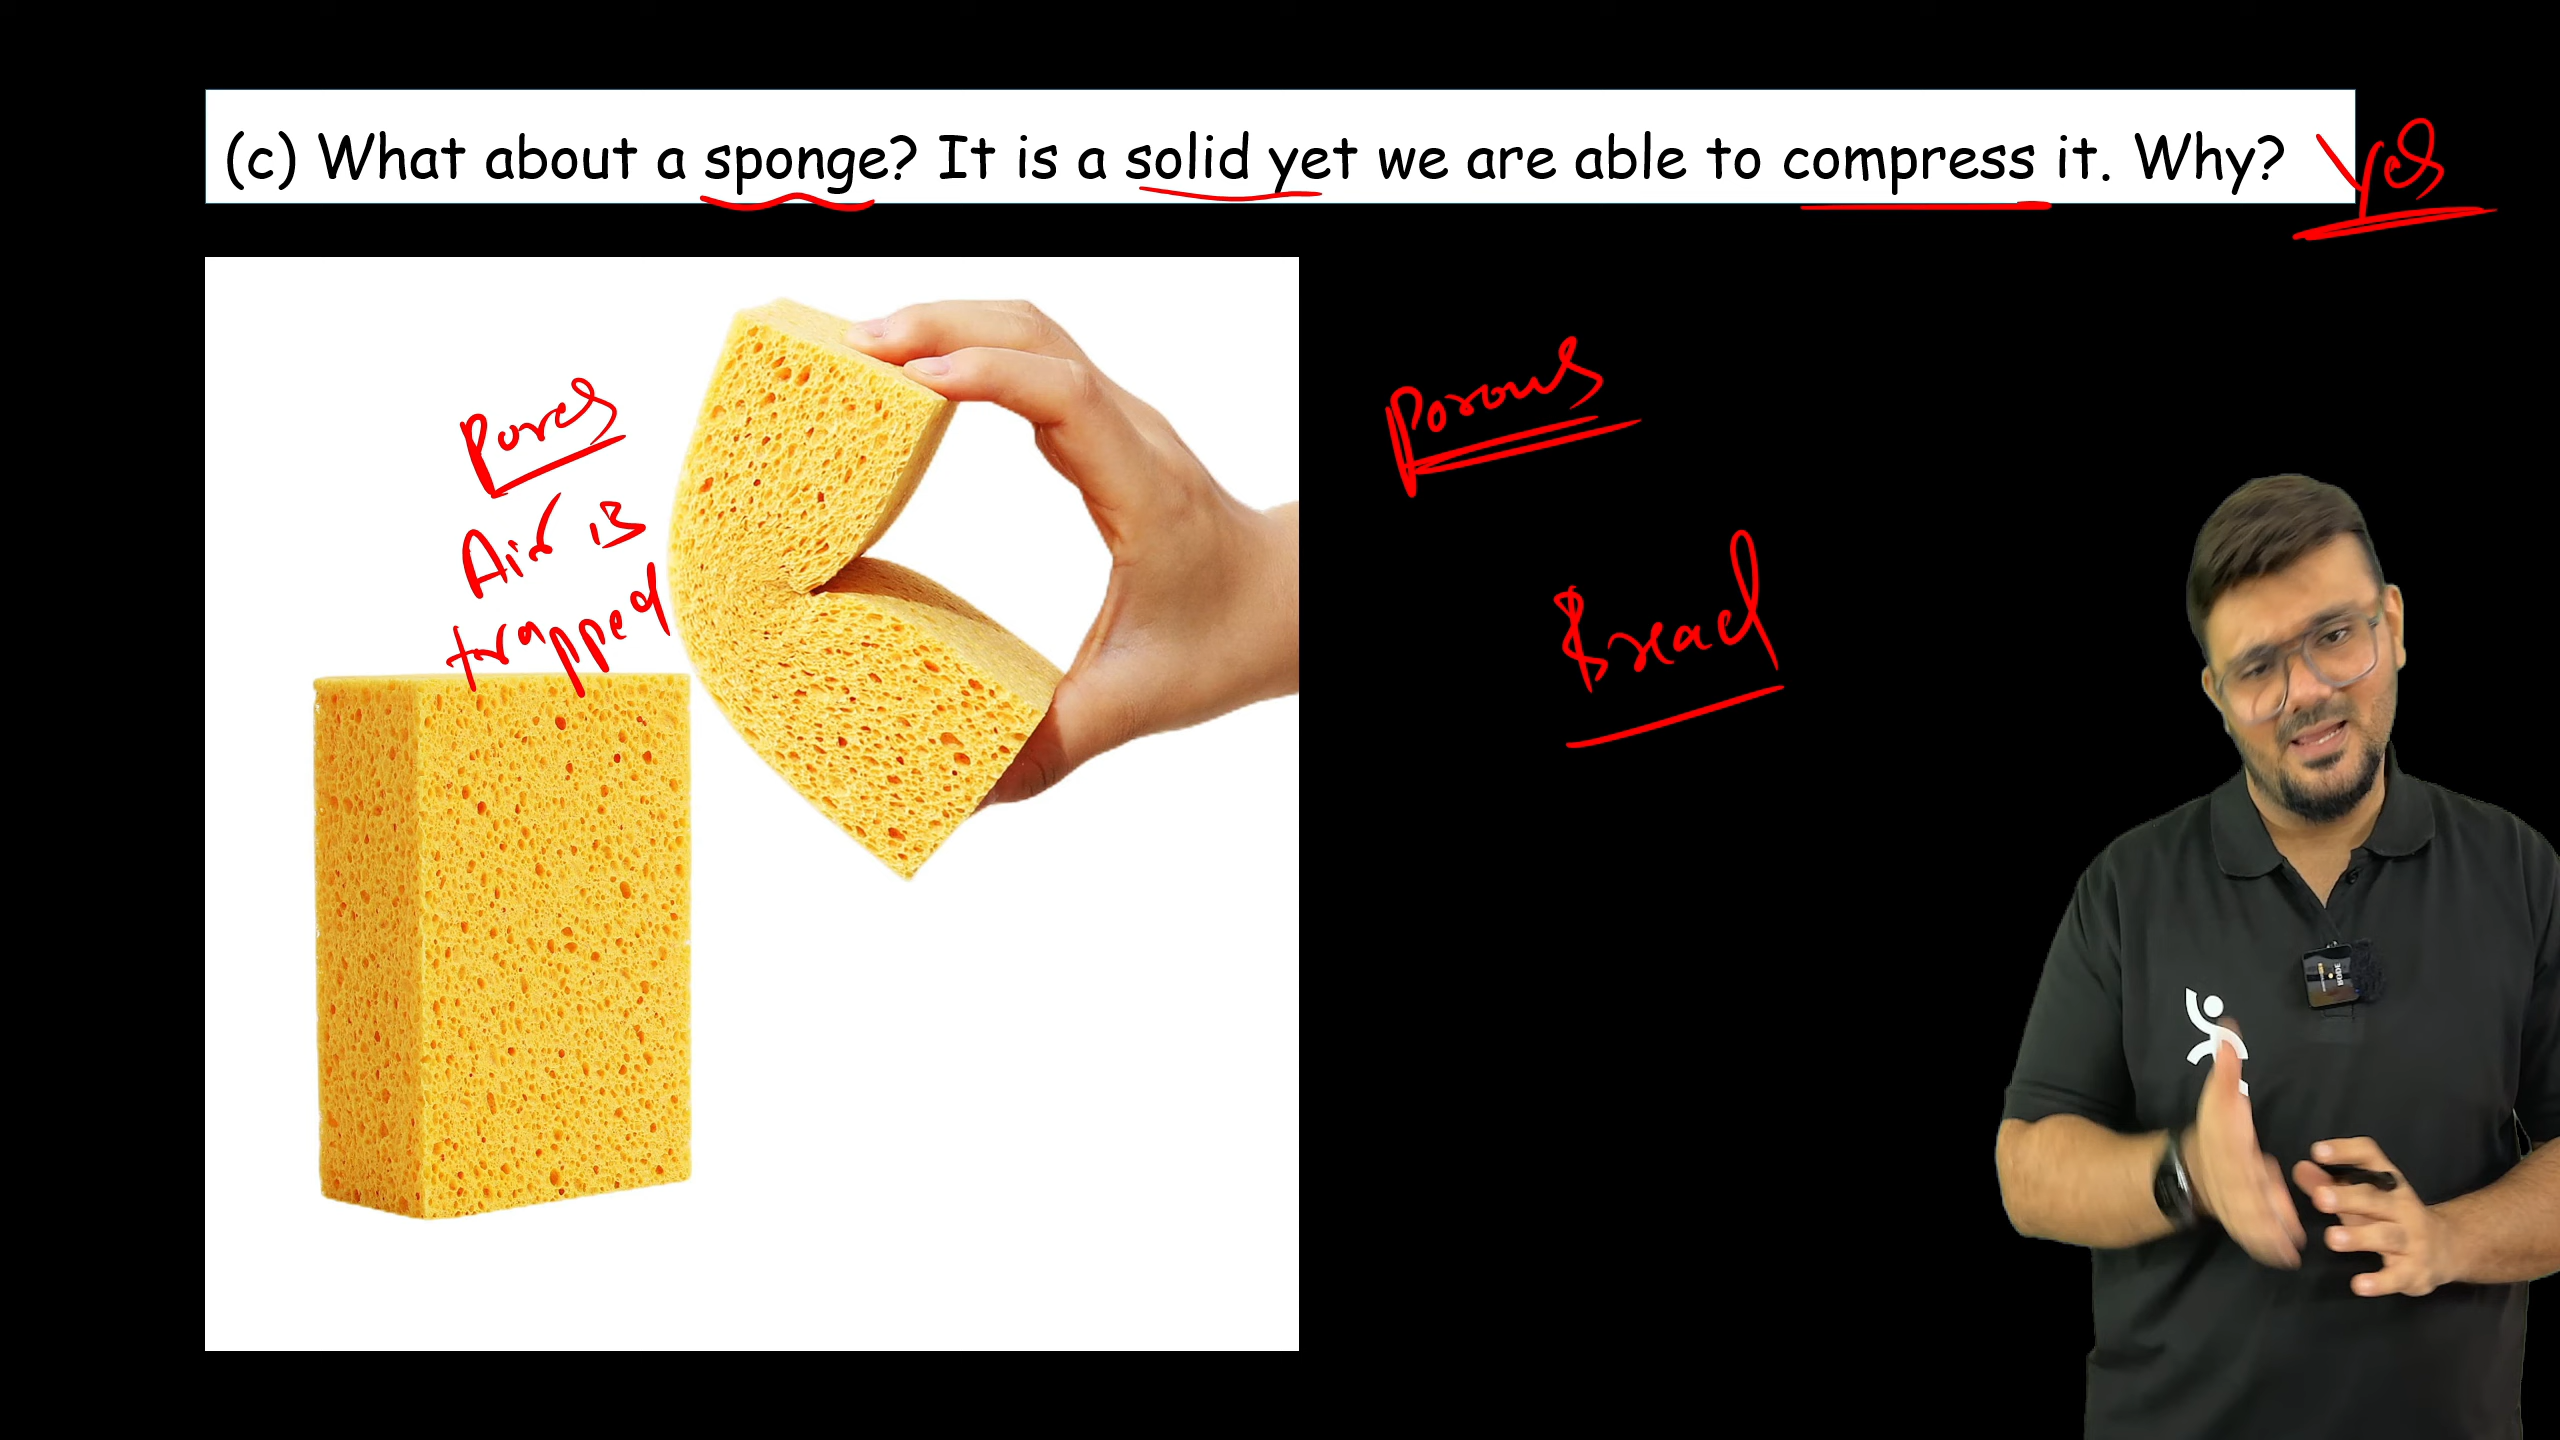 (c) What about a sponge? It is a solid yet we are able to compress it. Why?
Yes
Pores
Air is
trapped
Porous
Bread
RODE